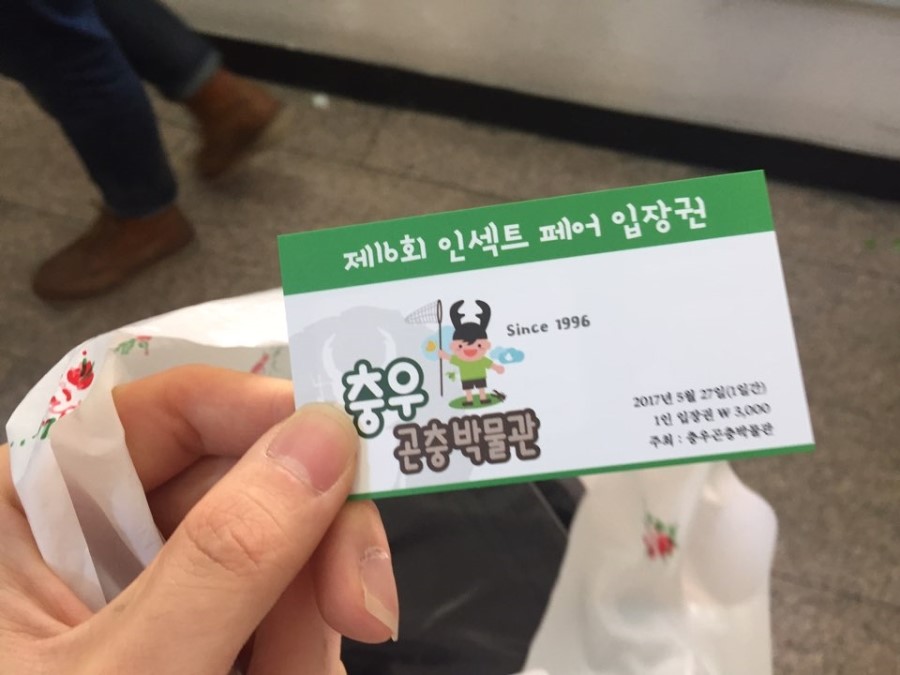 제16회 인섹트 페어 입장권
Since 1996
충우
곤충박물관
2017년 5월 27일(1일간)
1인 입장권 ₩ 3,000
주최 : 충우곤충박물관